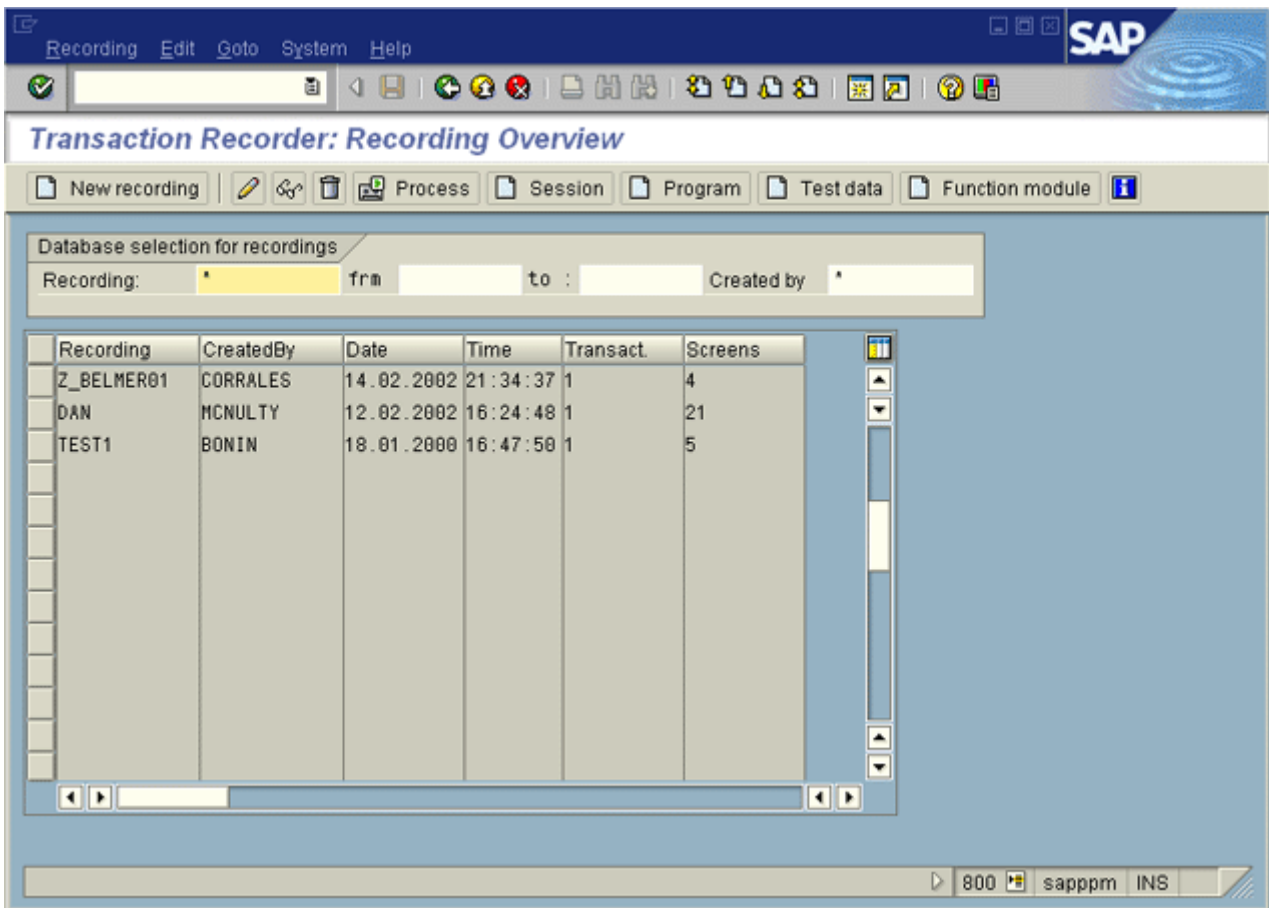 Recording Edit Goto System Help
SAP
Transaction Recorder: Recording Overview
New recording Process Session Program Test data Function module
Database selection for recordings
Recording: * frm to : Created by *
Recording CreatedBy Date Time Transact. Screens
Z_BELMER01 CORRALES 14.02.2002 21:34:37 1 4
DAN MCNULTY 12.02.2002 16:24:48 1 21
TEST1 BONIN 18.01.2000 16:47:50 1 5
800 sapppm INS